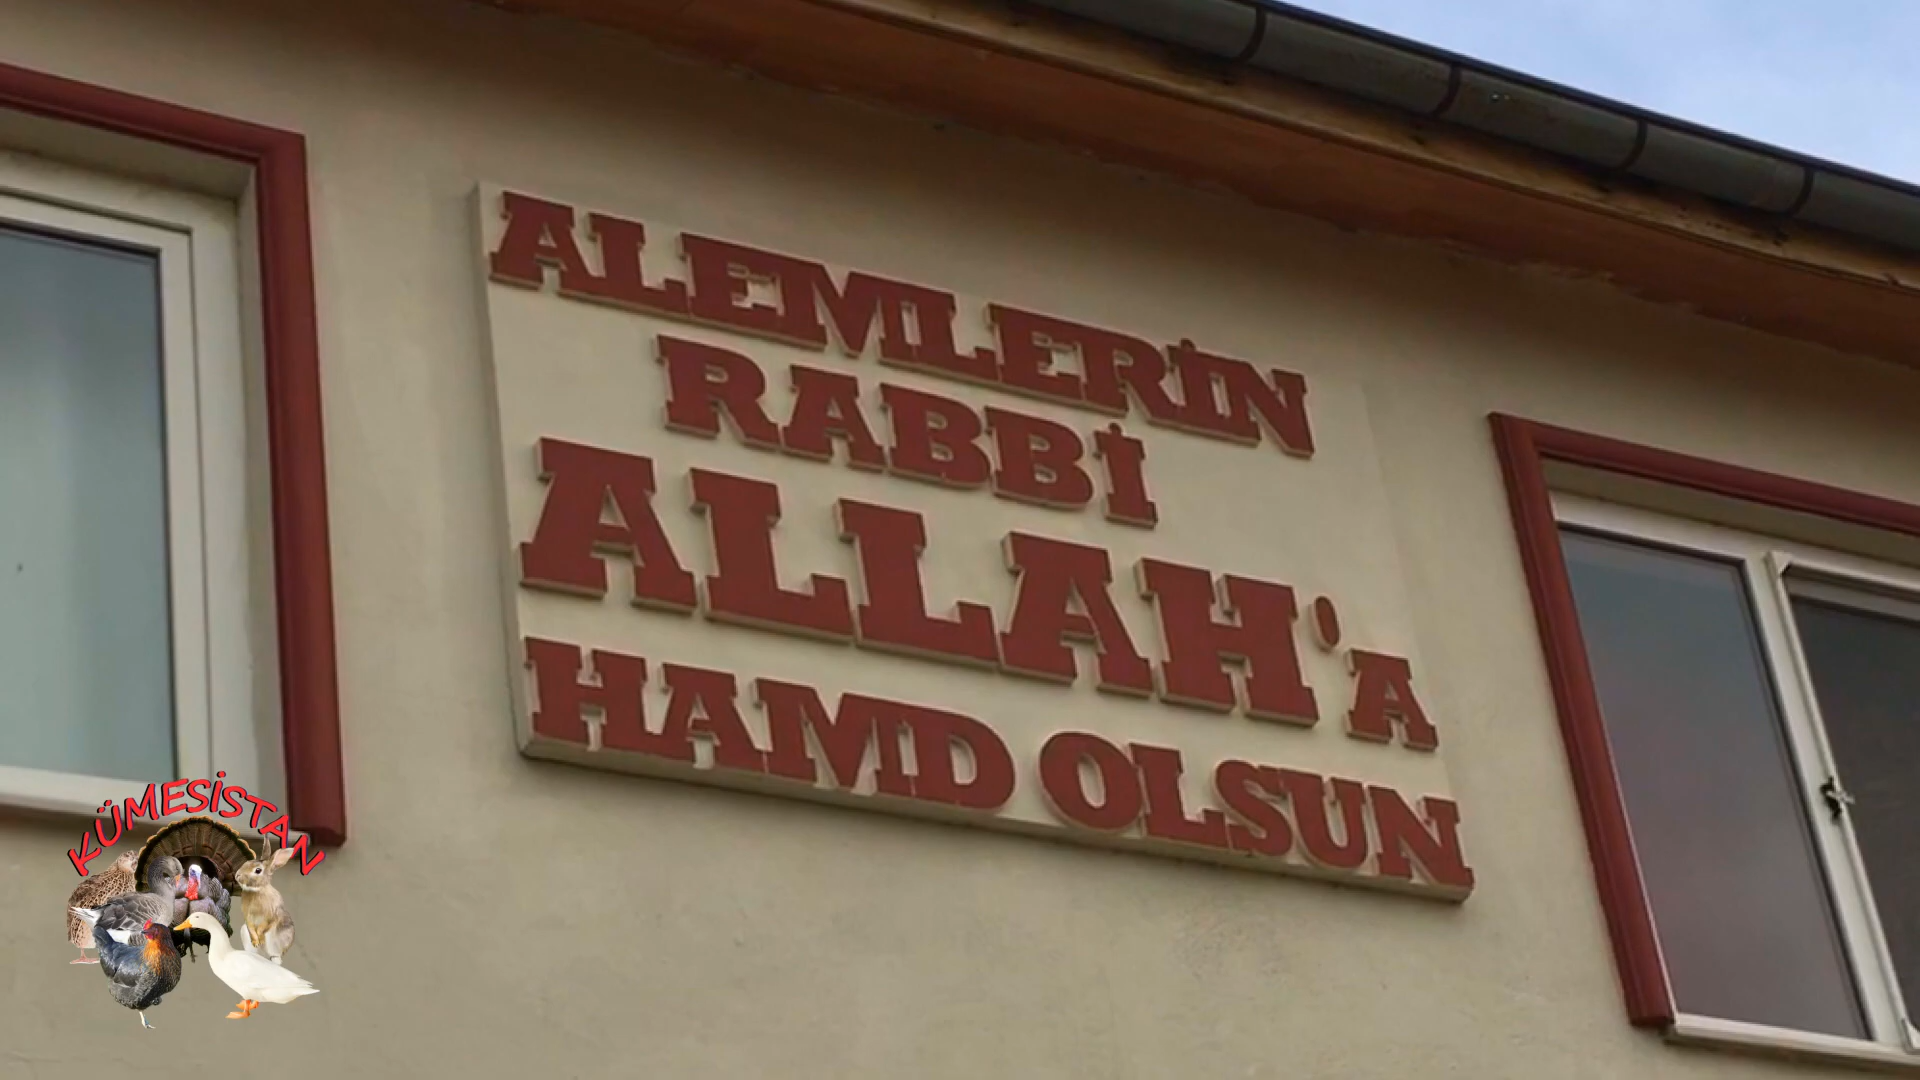 ALEMLERİN
RABBİ
ALLAH'A
HAMD OLSUN
KÜMESİSTAN